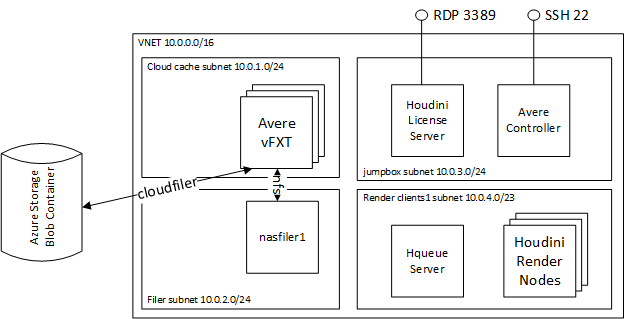 RDP 3389
SSH 22
VNET 10.0.0.0/16
Cloud cache subnet 10.0.1.0/24
Avere
vFXT
Houdini
License
Server
Avere
Controller
jumpbox subnet 10.0.3.0/24
cloudfiler
nfs
Azure Storage
Blob Container
nasfiler1
Filer subnet 10.0.2.0/24
Render clients1 subnet 10.0.4.0/23
Hqueue
Server
Houdini
Render
Nodes